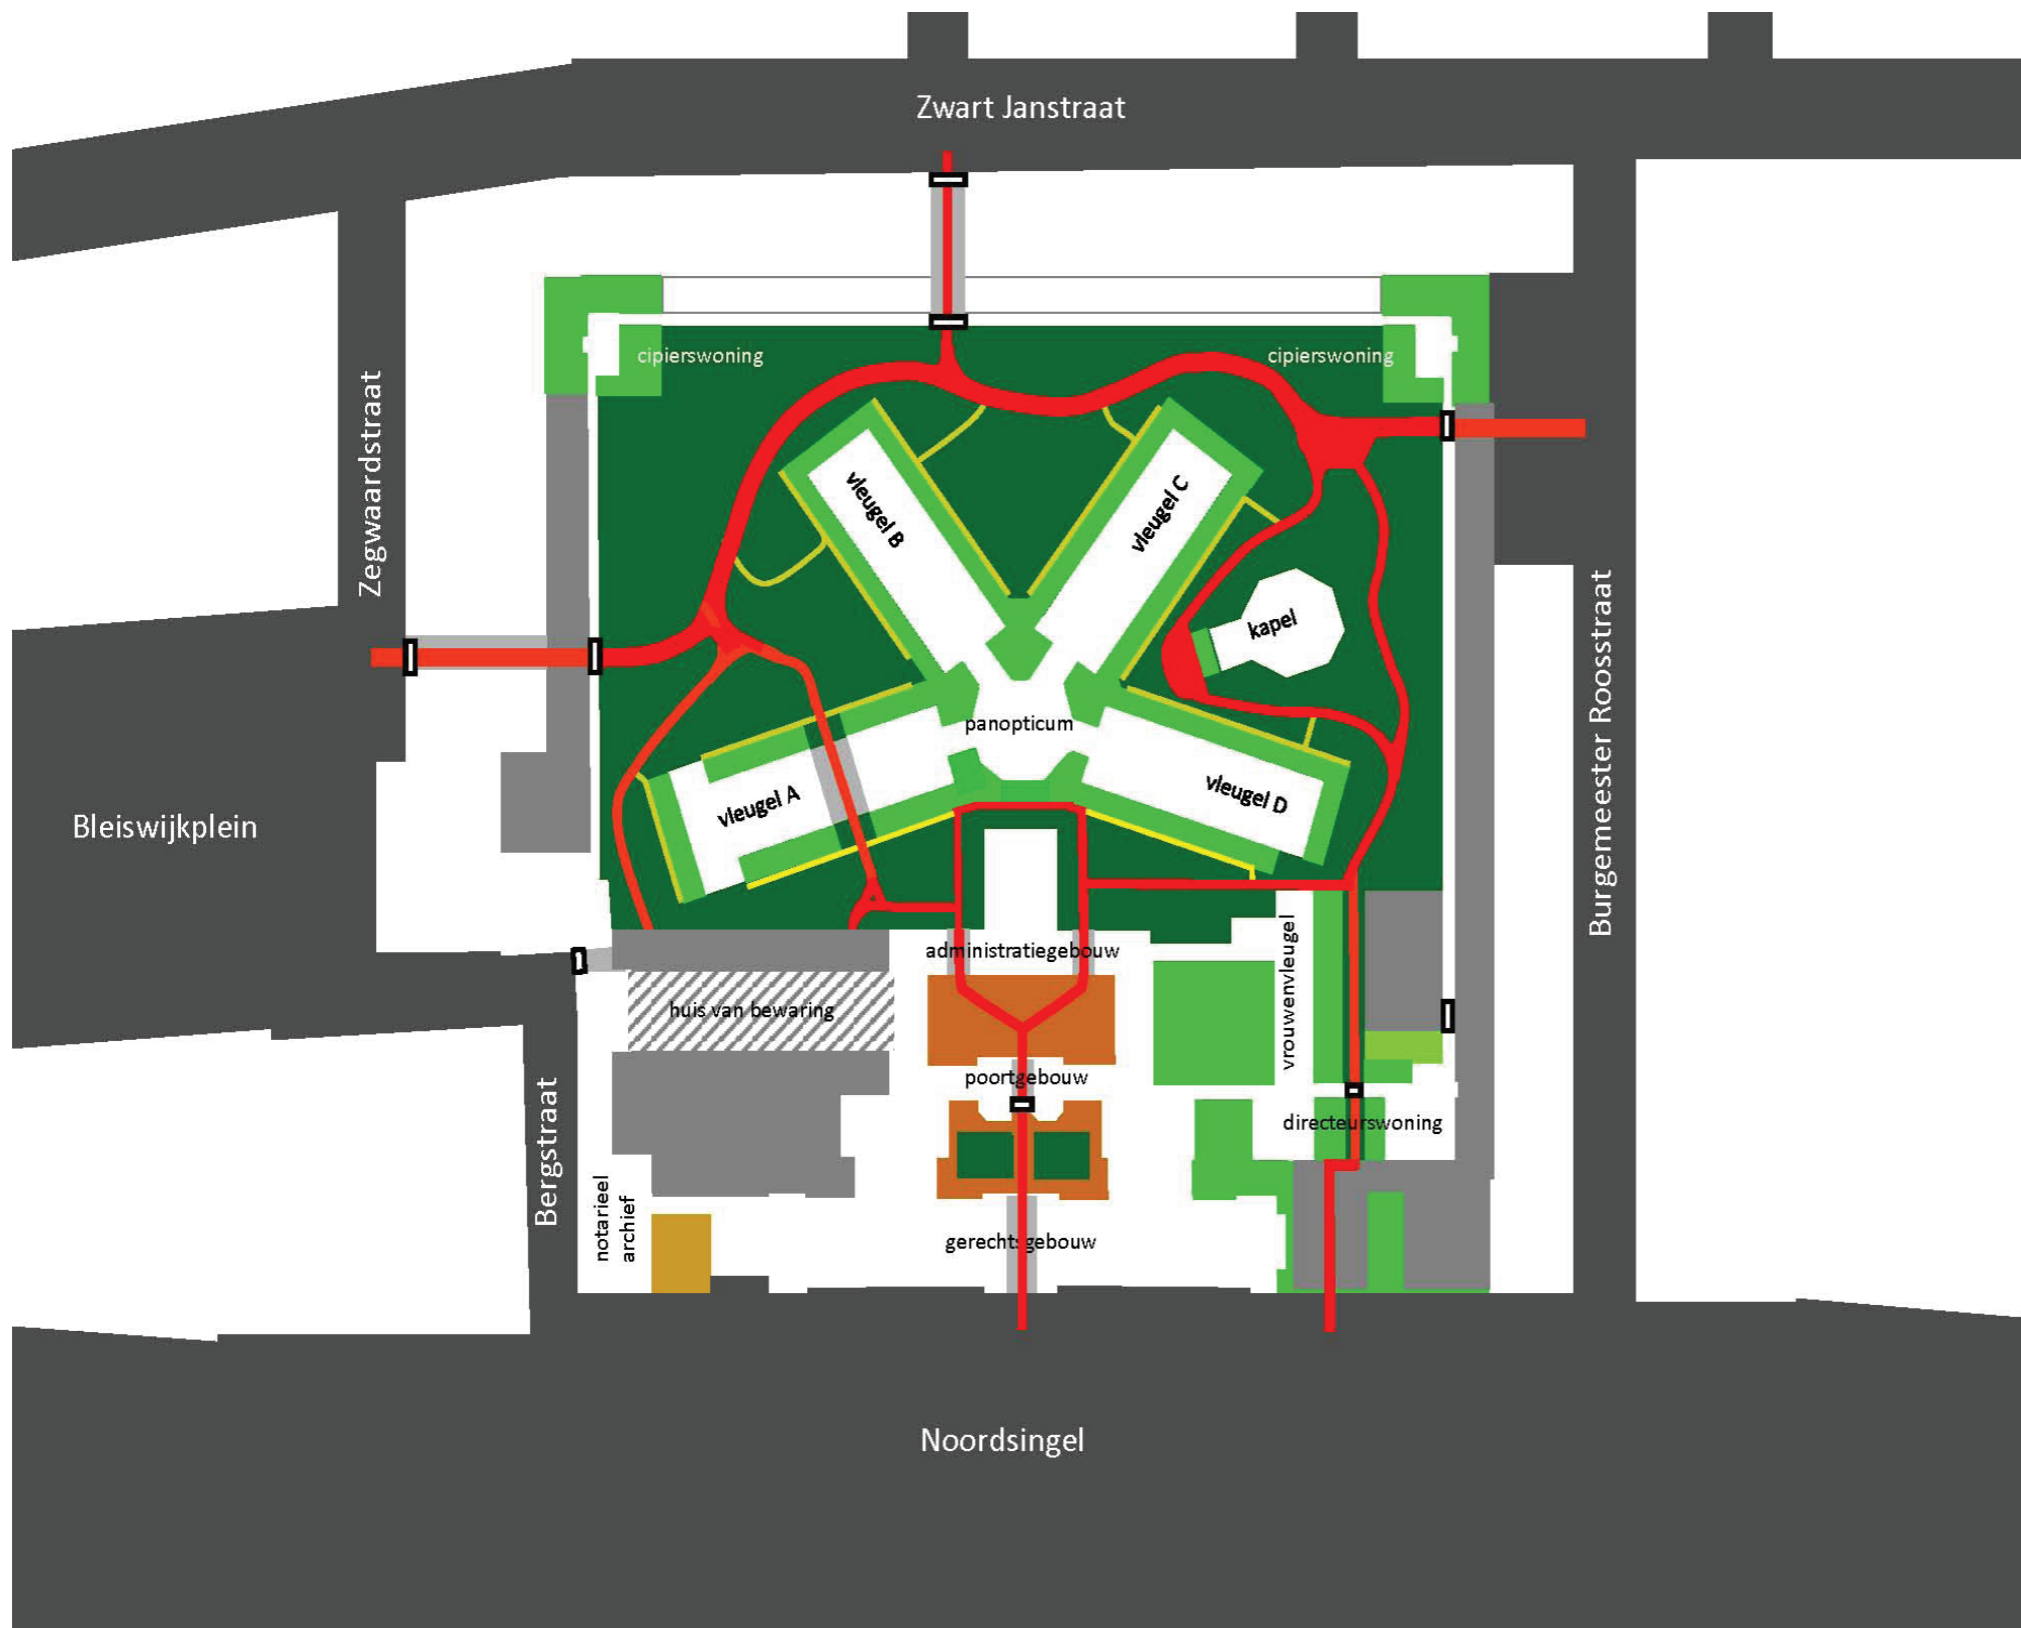 Zwart Janstraat
cipierswoning
cipierswoning
Zegwaardstraat
vleugel B
vleugel C
kapel
Burgemeester Roosstraat
panopticum
vleugel A
vleugel D
Bleiswijkplein
administratiegebouw
vrouwenvleugel
huis van bewaring
poortgebouw
directeurswoning
Bergstraat
notarieel
archief
gerechtsgebouw
Noordsingel